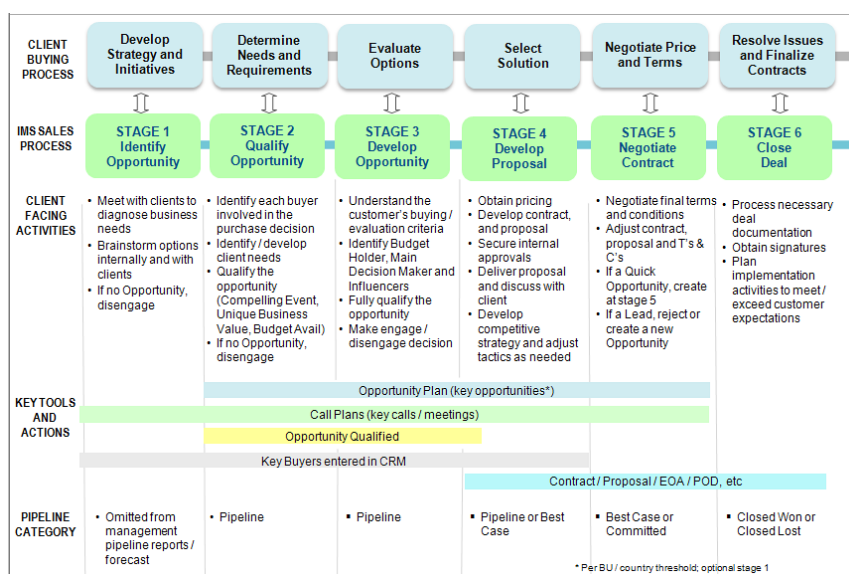 CLIENT
BUYING
PROCESS
Develop
Strategy and
Initiatives
Determine
Needs and
Requirements
Evaluate
Options
Select
Solution
Negotiate Price
and Terms
Resolve Issues
and Finalize
Contracts
IMS SALES
PROCESS
STAGE 1
Identify
Opportunity
STAGE 2
Qualify
Opportunity
STAGE 3
Develop
Opportunity
STAGE 4
Develop
Proposal
STAGE 5
Negotiate
Contract
STAGE 6
Close
Deal
CLIENT
FACING
ACTIVITIES
• Meet with clients to
diagnose business
needs
• Brainstorm options
internally and with
clients
• If no Opportunity,
disengage
• Identify each buyer
involved in the
purchase decision
• Identify / develop
client needs
• Qualify the
opportunity
(Compelling Event,
Unique Business
Value, Budget Avail)
• If no Opportunity,
disengage
• Understand the
customer's buying /
evaluation criteria
• Identify Budget
Holder, Main
Decision Maker and
Influencers
• Fully qualify the
opportunity
• Make engage /
disengage decision
• Obtain pricing
• Develop contract,
and proposal
• Secure internal
approvals
• Deliver proposal
and discuss with
client
• Develop
competitive
strategy and adjust
tactics as needed
• Negotiate final terms
and conditions
• Adjust contract,
proposal and T's &
C's
• If a Quick
Opportunity, create
at stage 5
• If a Lead, reject or
create a new
Opportunity
• Process necessary
deal
documentation
• Obtain signatures
• Plan
implementation
activities to meet /
exceed customer
expectations
KEY TOOLS
AND
ACTIONS
Opportunity Plan (key opportunities*)
Call Plans (key calls / meetings)
Opportunity Qualified
Key Buyers entered in CRM
Contract / Proposal / EOA / POD, etc
PIPELINE
CATEGORY
• Omitted from
management
pipeline reports /
forecast
• Pipeline
▪ Pipeline
▪ Pipeline or Best
Case
▪ Best Case or
Committed
▪ Closed Won or
Closed Lost
* Per BU / country threshold; optional stage 1